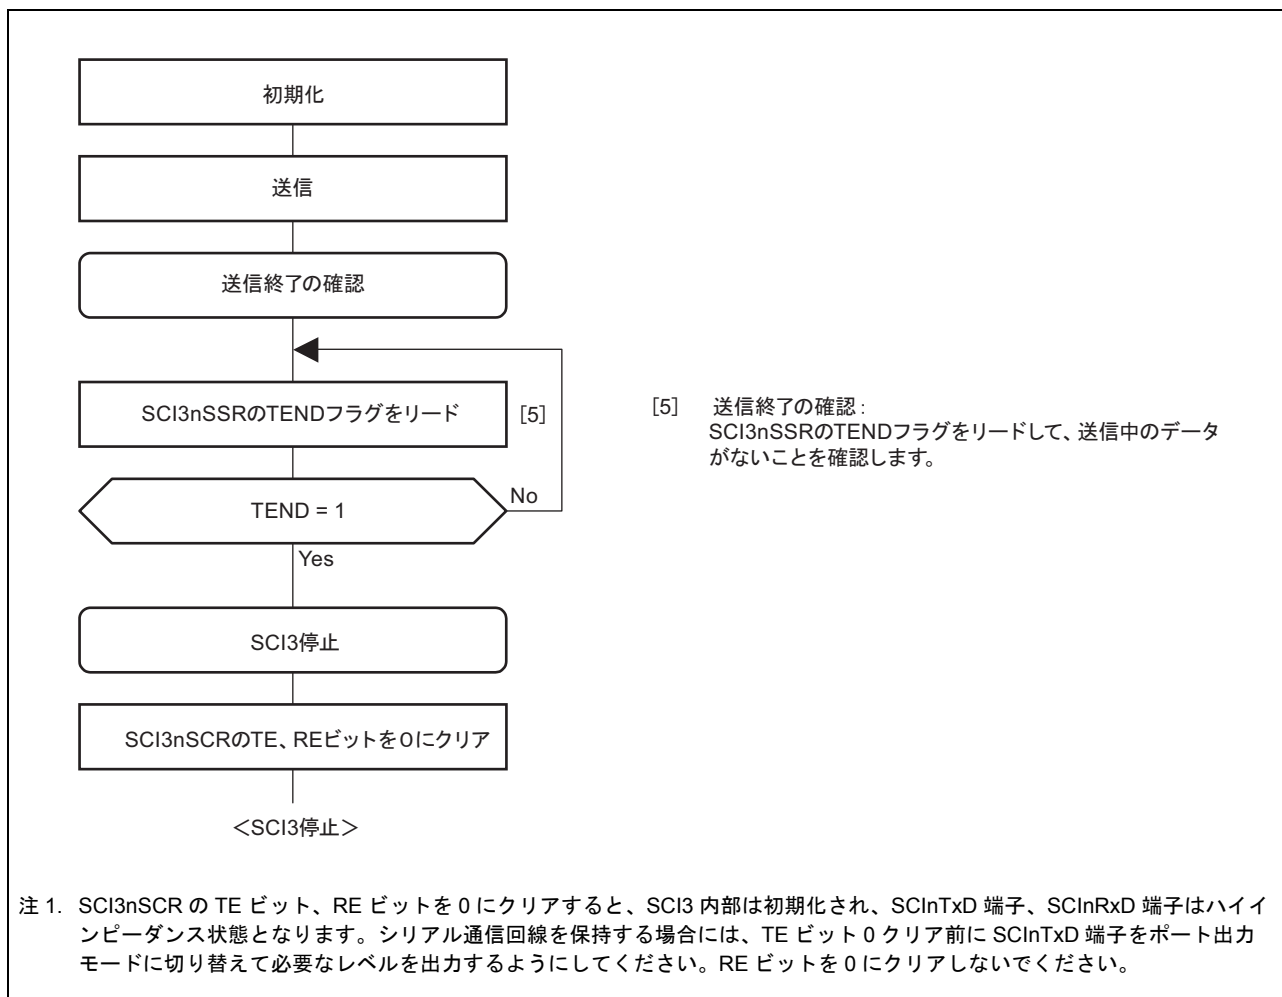 初期化
送信
送信終了の確認
SCI3nSSRのTENDフラグをリード
[5]
TEND = 1
No
Yes
SCI3停止
SCI3nSCRのTE、REビットを0にクリア
＜SCI3停止＞
[5] 送信終了の確認：
SCI3nSSRのTENDフラグをリードして、送信中のデータ
がないことを確認します。
注 1. SCI3nSCR の TE ビット、RE ビットを 0 にクリアすると、SCI3 内部は初期化され、SCInTxD 端子、SCInRxD 端子はハイイ
ンピーダンス状態となります。シリアル通信回線を保持する場合には、TE ビット 0 クリア前に SCInTxD 端子をポート出力
モードに切り替えて必要なレベルを出力するようにしてください。RE ビットを 0 にクリアしないでください。